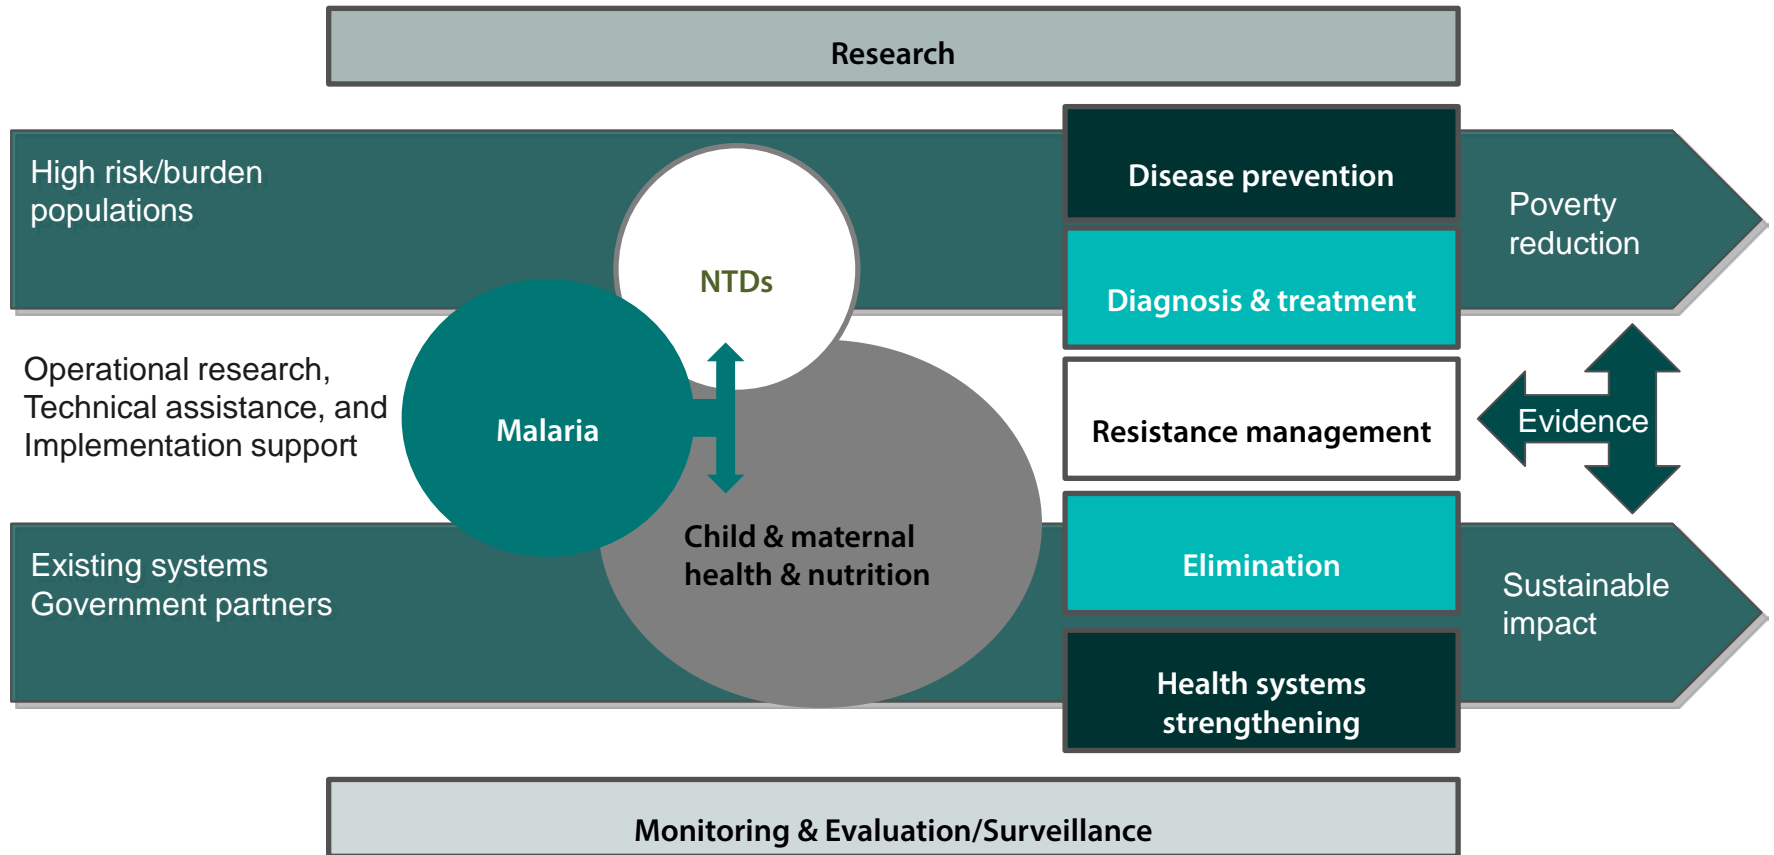 Research
High risk/burden
populations
NTDs
Disease prevention
Poverty
reduction
Diagnosis & treatment
Operational research,
Technical assistance, and
Implementation support
Malaria
Resistance management
Evidence
Child & maternal
health & nutrition
Existing systems
Government partners
Elimination
Sustainable
impact
Health systems
strengthening
Monitoring & Evaluation/Surveillance